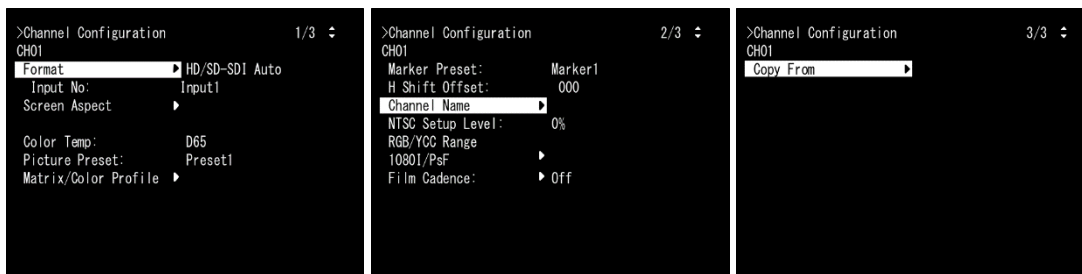 >Channel Configuration 1/3
CH01
Format ▶ HD/SD-SDI Auto
Input No: Input1
Screen Aspect ▶
Color Temp: D65
Picture Preset: Preset1
Matrix/Color Profile ▶
>Channel Configuration 2/3
CH01
Marker Preset: Marker1
H Shift Offset: 000
Channel Name ▶
NTSC Setup Level: 0%
RGB/YCC Range
1080I/PsF ▶
Film Cadence: ▶ Off
>Channel Configuration 3/3
CH01
Copy From ▶